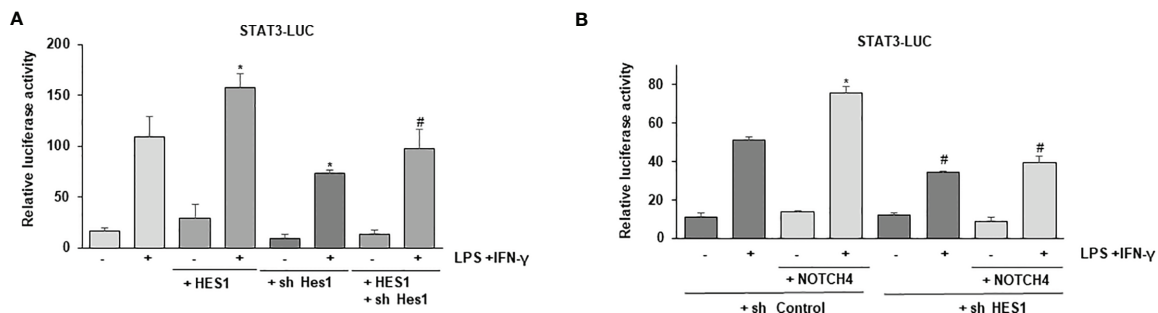 A
STAT3-LUC
Relative luciferase activity
200
150
100
50
0
*
*
#
- + - + - + - + LPS +IFN-γ
+ HES1
+ sh Hes1
+ HES1
+ sh Hes1
B
STAT3-LUC
Relative luciferase activity
80
60
40
20
0
*
#
#
- + - + - + - + LPS +IFN-γ
+ NOTCH4
+ NOTCH4
+ sh Control
+ sh HES1